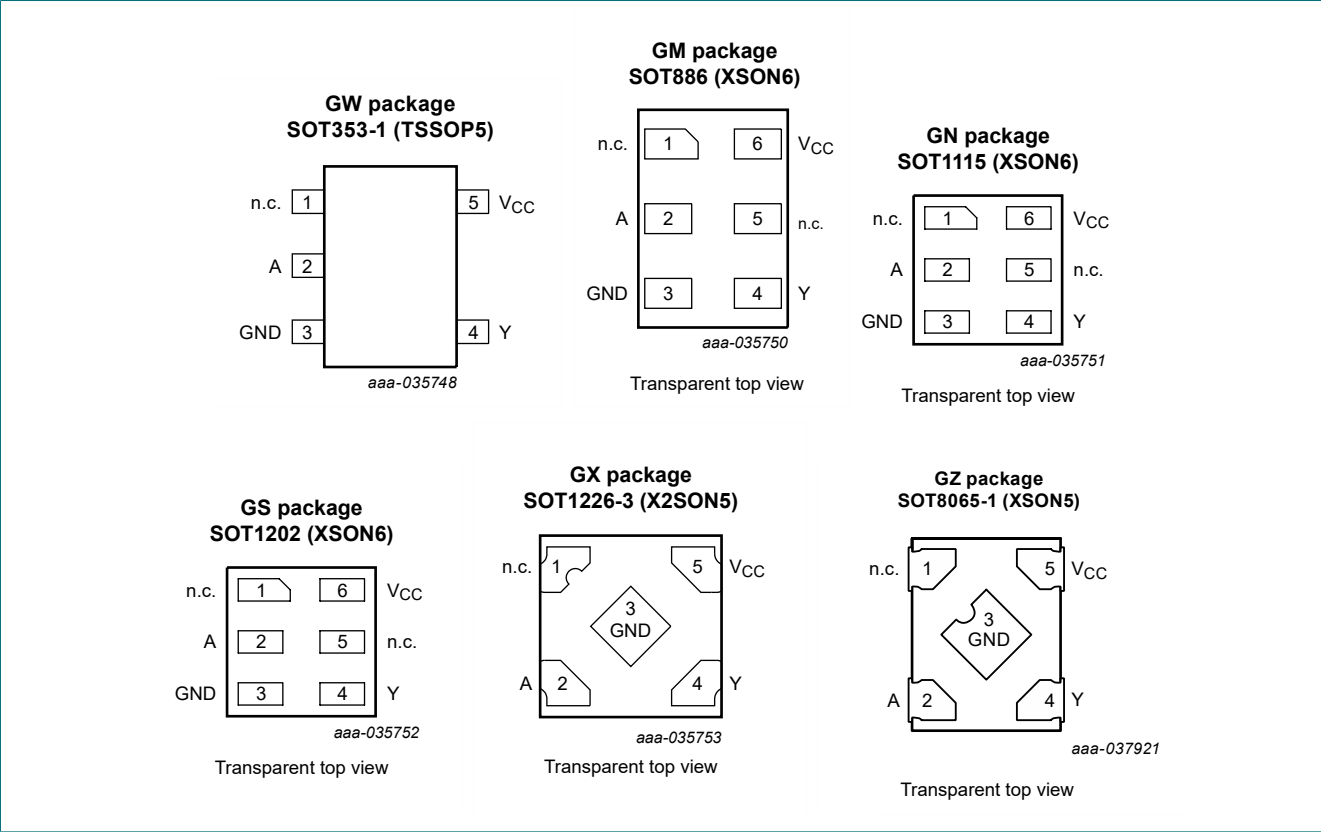 GW package
SOT353-1 (TSSOP5)
n.c. 1
5 VCC
A 2
GND 3
4 Y
aaa-035748
GM package
SOT886 (XSON6)
n.c. 1 6 VCC
A 2 5 n.c.
GND 3 4 Y
aaa-035750
Transparent top view
GN package
SOT1115 (XSON6)
n.c. 1 6 VCC
A 2 5 n.c.
GND 3 4 Y
aaa-035751
Transparent top view
GS package
SOT1202 (XSON6)
n.c. 1 6 VCC
A 2 5 n.c.
GND 3 4 Y
aaa-035752
Transparent top view
GX package
SOT1226-3 (X2SON5)
n.c. 1 5 VCC
3
GND
A 2 4 Y
aaa-035753
Transparent top view
GZ package
SOT8065-1 (XSON5)
n.c. 1 5 VCC
3
GND
A 2 4 Y
aaa-037921
Transparent top view